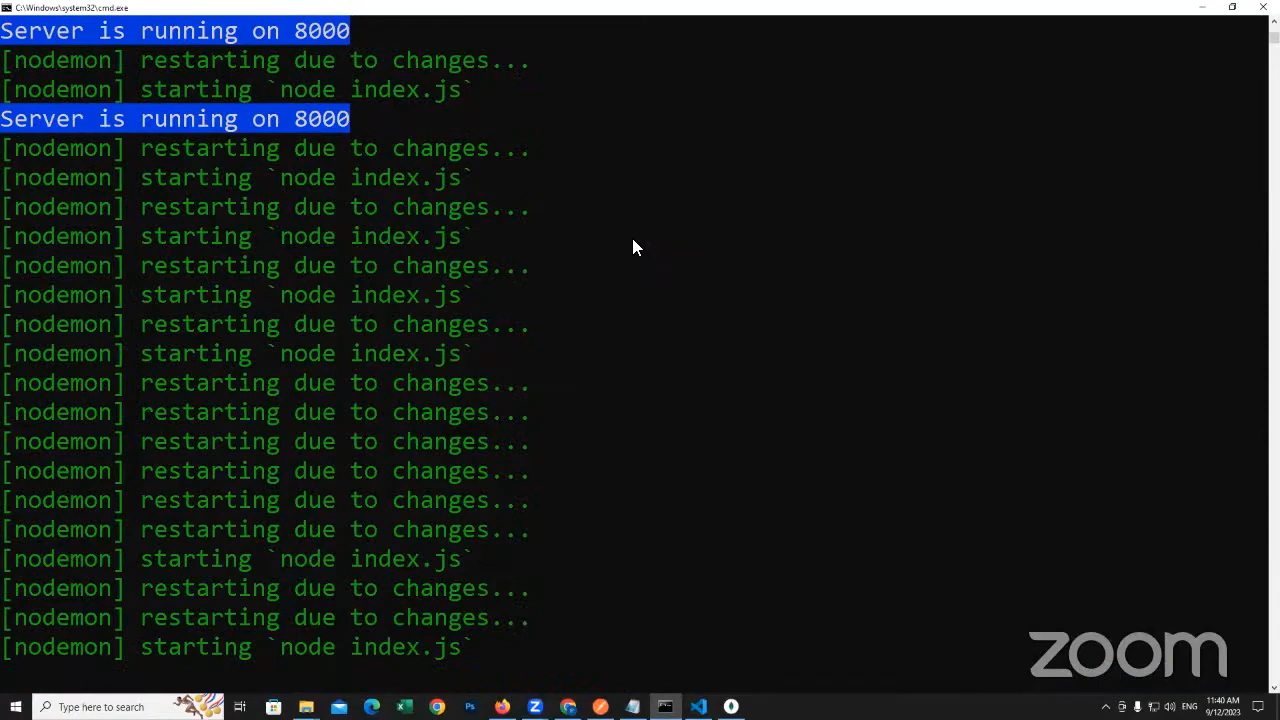 C:\Windows\system32\cmd.exe
Server is running on 8000
[nodemon] restarting due to changes...
[nodemon] starting `node index.js`
Server is running on 8000
[nodemon] restarting due to changes...
[nodemon] starting `node index.js`
[nodemon] restarting due to changes...
[nodemon] starting `node index.js`
[nodemon] restarting due to changes...
[nodemon] starting `node index.js`
[nodemon] restarting due to changes...
[nodemon] starting `node index.js`
[nodemon] restarting due to changes...
[nodemon] restarting due to changes...
[nodemon] restarting due to changes...
[nodemon] restarting due to changes...
[nodemon] restarting due to changes...
[nodemon] restarting due to changes...
[nodemon] starting `node index.js`
[nodemon] restarting due to changes...
[nodemon] restarting due to changes...
[nodemon] starting `node index.js`
zoom
Type here to search
ENG
11:40 AM
9/12/2023